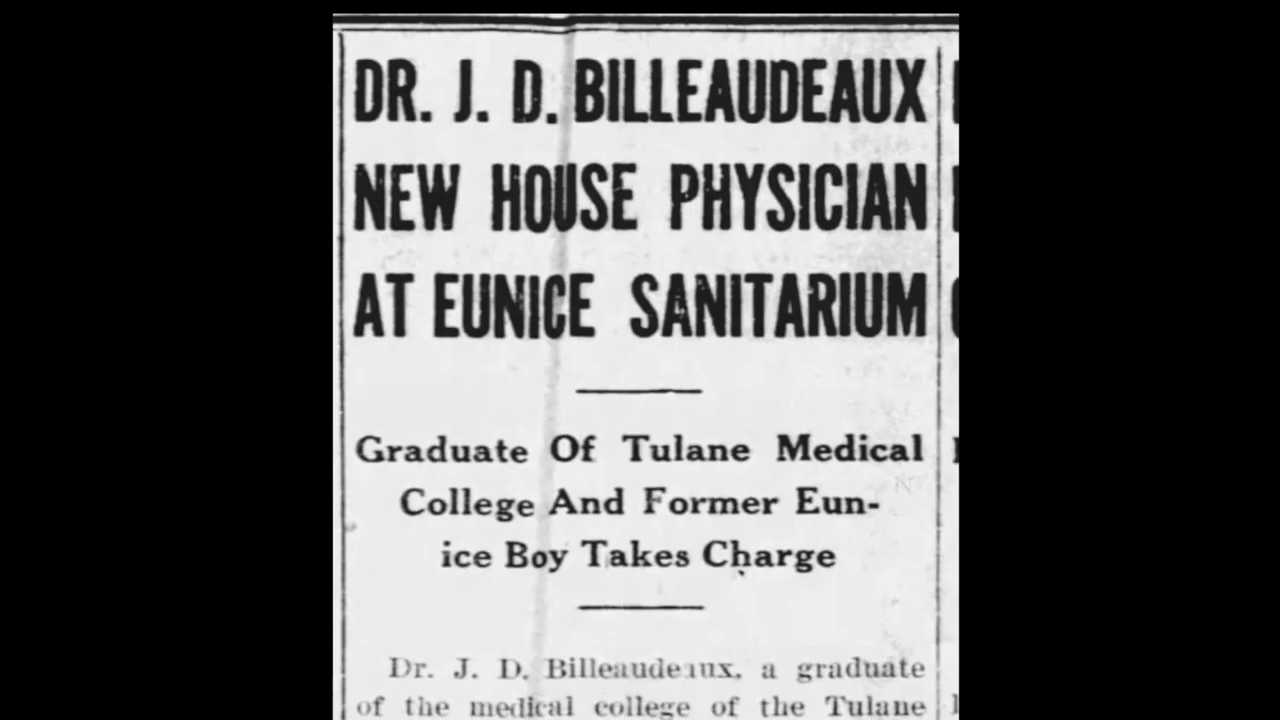 DR. J. D. BILLEAUDEAUX
NEW HOUSE PHYSICIAN
AT EUNICE SANITARIUM
Graduate Of Tulane Medical
College And Former Eun-
ice Boy Takes Charge
Dr. J. D. Billeaudeaux, a graduate
of the medical college of the Tulane